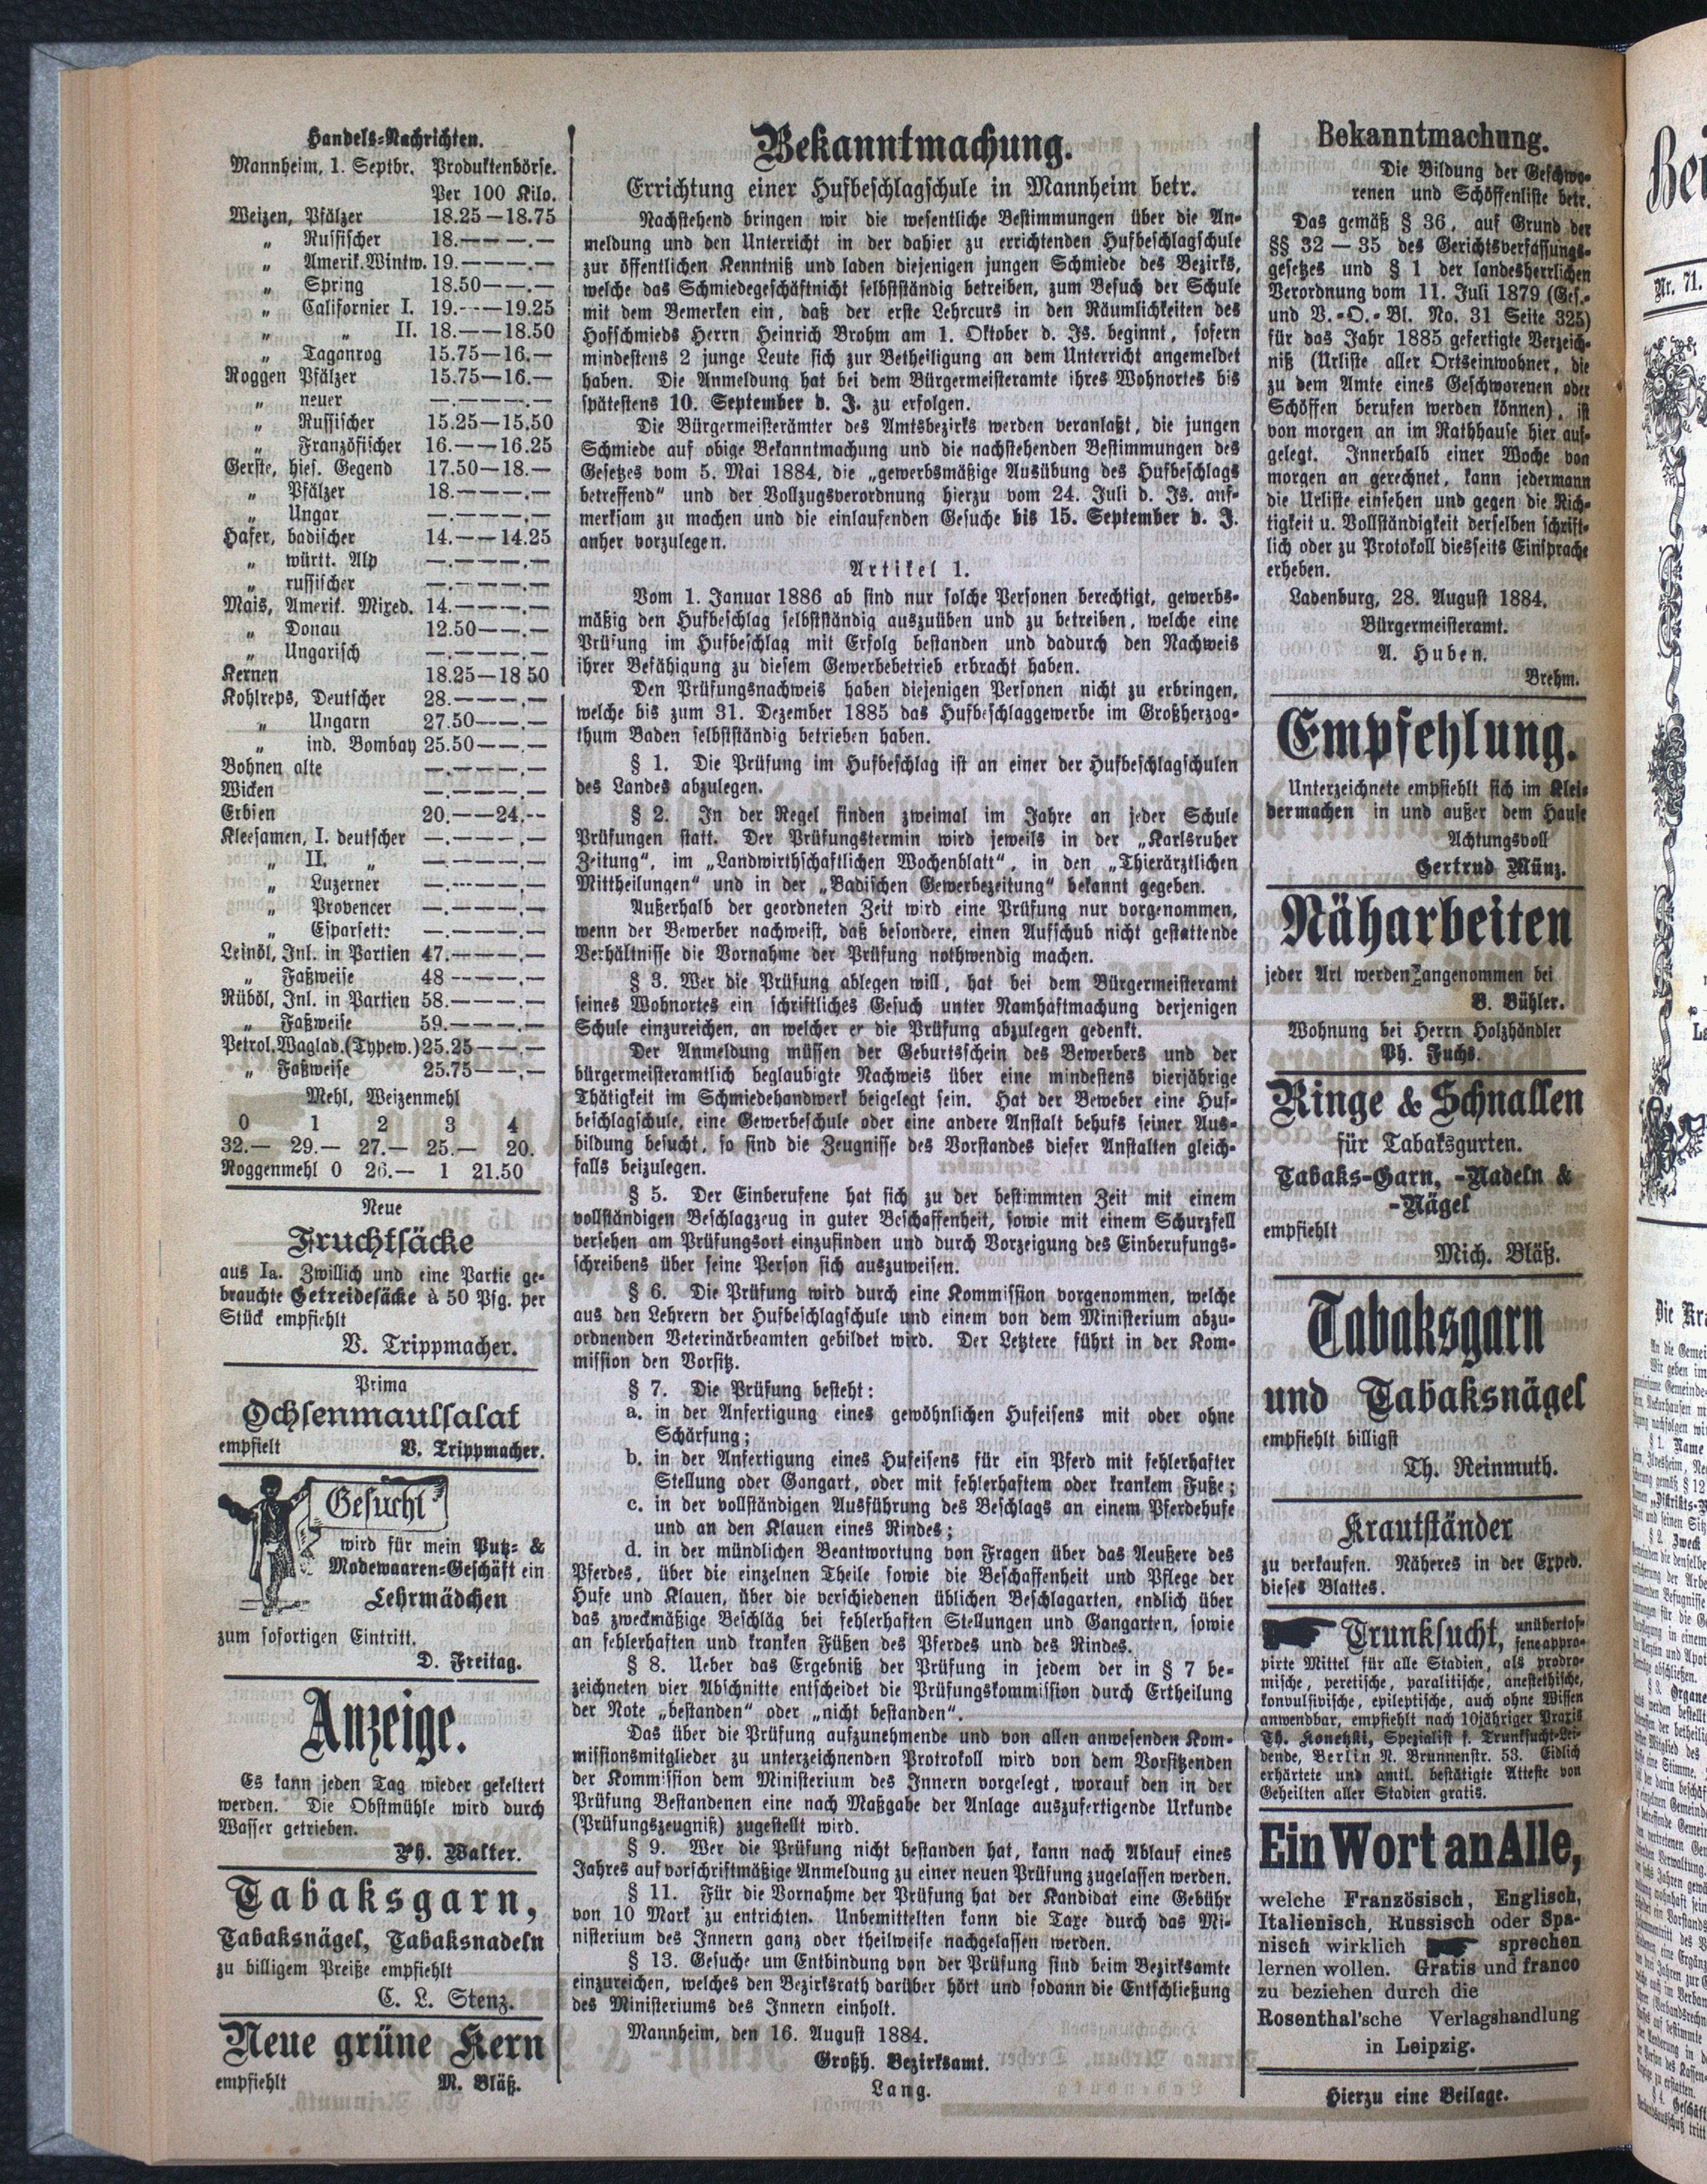 Handels-Nachrichten.
Mannheim, 1. Septbr. Produktenbörse.
Per 100 Kilo.
Weizen, Pfälzer 18.25—18.75
„ Russischer 18.—— —.—
„ Amerik. Wintw. 19.—— —.—
„ Spring 18.50—— —.—
„ Californier I. 19.-——19.25
„ „ II. 18.——18.50
„ Taganrog 15.75—16.—
Roggen Pfälzer 15.75—16.—
„ neuer —.—— —.—
„ Russischer 15.25—15.50
„ Französischer 16.——16.25
Gerste, hies. Gegend 17.50—18.—
„ Pfälzer 18.—— —.—
„ Ungar —.—— —.—
Hafer, badischer 14.——14.25
„ württ. Alp —.—— —.—
„ russischer —.—— —.—
Mais, Amerik. Mixed. 14.—— —.—
„ Donau 12.50—— —.—
„ Ungarisch —.—— —.—
Kernen 18.25—18 50
Kohlreps, Deutscher 28.—— —.—
„ Ungarn 27.50—— —.—
„ ind. Bombay 25.50—— —.—
Bohnen alte —.—— —.—
Wicken —.—— —.—
Erbsen 20.——24.--
Kleesamen, I. deutscher —.—— —.—
„ II. „ —.—— —.—
„ Luzerner —.—— —.—
„ Provencer —.—— —.—
„ Esparsette —.—— —.—
Leinöl, Inl. in Partien 47.—— —.—
„ Faßweise 48 —— —.—
Rüböl, Inl. in Partien 58.—— —.—
„ Faßweise 59.—— —.—
Petrol. Waglad. (Typew.) 25.25—— —.—
„ Faßweise 25.75—— —.—
Mehl, Weizenmehl
0 1 2 3 4
32.— 29.— 27.— 25.— 20.
Roggenmehl 0 26.— 1 21.50
Neue
Fruchtsäcke
aus Ia. Zwillich und eine Partie ge-
brauchte Getreidesäcke à 50 Pfg. per
Stück empfiehlt
V. Trippmacher.
Prima
Ochsenmaulsalat
empfielt V. Trippmacher.
Gesucht
wird für mein Putz- &
Modewaaren-Geschäft ein
Lehrmädchen
zum sofortigen Eintritt.
D. Freitag.
Anzeige.
Es kann jeden Tag wieder gekeltert
werden. Die Obstmühle wird durch
Wasser getrieben.
Ph. Walter.
Tabaksgarn,
Tabaksnägel, Tabaksnadeln
zu billigem Preiße empfiehlt
C. L. Stenz.
Neue grüne Kern
empfiehlt M. Bläß.
Bekanntmachung.
Errichtung einer Hufbeschlagschule in Mannheim betr.
Nachstehend bringen wir die wesentliche Bestimmungen über die An-
meldung und den Unterricht in der dahier zu errichtenden Hufbeschlagschule
zur öffentlichen Kenntniß und laden diejenigen jungen Schmiede des Bezirks,
welche das Schmiedegeschäftnicht selbstständig betreiben, zum Besuch der Schule
mit dem Bemerken ein, daß der erste Lehrcurs in den Räumlichkeiten des
Hofschmieds Herrn Heinrich Brohm am 1. Oktober d. Js. beginnt, sofern
mindestens 2 junge Leute sich zur Betheiligung an dem Unterricht angemeldet
haben. Die Anmeldung hat bei dem Bürgermeisteramte ihres Wohnortes bis
spätestens 10. September d. J. zu erfolgen.
Die Bürgermeisterämter des Amtsbezirks werden veranlaßt, die jungen
Schmiede auf obige Bekanntmachung und die nachstehenden Bestimmungen des
Gesetzes vom 5. Mai 1884, die „gewerbsmäßige Ausübung des Hufbeschlags
betreffend“ und der Vollzugsverordnung hierzu vom 24. Juli d. Js. auf-
merksam zu machen und die einlaufenden Gesuche bis 15. September d. J.
anher vorzulegen.
Artikel 1.
Vom 1. Januar 1886 ab sind nur solche Personen berechtigt, gewerbs-
mäßig den Hufbeschlag selbstständig auszuüben und zu betreiben, welche eine
Prüfung im Hufbeschlag mit Erfolg bestanden und dadurch den Nachweis
ihrer Befähigung zu diesem Gewerbebetrieb erbracht haben.
Den Prüfungsnachweis haben diejenigen Personen nicht zu erbringen,
welche bis zum 31. Dezember 1885 das Hufbeschlaggewerbe im Großherzog-
thum Baden selbstständig betrieben haben.
§ 1. Die Prüfung im Hufbeschlag ist an einer der Hufbeschlagschulen
des Landes abzulegen.
§ 2. In der Regel finden zweimal im Jahre an jeder Schule
Prüfungen statt. Der Prüfungstermin wird jeweils in der „Karlsruher
Zeitung“, im „Landwirthschaftlichen Wochenblatt“, in den „Thierärztlichen
Mittheilungen“ und in der „Badischen Gewerbezeitung“ bekannt gegeben.
Außerhalb der geordneten Zeit wird eine Prüfung nur vorgenommen,
wenn der Bewerber nachweist, daß besondere, einen Aufschub nicht gestattende
Verhältnisse die Vornahme der Prüfung nothwendig machen.
§ 3. Wer die Prüfung ablegen will, hat bei dem Bürgermeisteramt
seines Wohnortes ein schriftliches Gesuch unter Namhaftmachung derjenigen
Schule einzureichen, an welcher er die Prüfung abzulegen gedenkt.
Der Anmeldung müssen der Geburtsschein des Bewerbers und der
bürgermeisteramtlich beglaubigte Nachweis über eine mindestens vierjährige
Thätigkeit im Schmiedehandwerk beigelegt sein. Hat der Beweber eine Huf-
beschlagschule, eine Gewerbeschule oder eine andere Anstalt behufs seiner Aus-
bildung besucht, so sind die Zeugnisse des Vorstandes dieser Anstalten gleich-
falls beizulegen.
§ 5. Der Einberufene hat sich zu der bestimmten Zeit mit einem
vollständigen Beschlagzeug in guter Beschaffenheit, sowie mit einem Schurzfell
versehen am Prüfungsort einzufinden und durch Vorzeigung des Einberufungs-
schreibens über seine Person sich auszuweisen.
§ 6. Die Prüfung wird durch eine Kommission vorgenommen, welche
aus den Lehrern der Hufbeschlagschule und einem von dem Ministerium abzu-
ordnenden Veterinärbeamten gebildet wird. Der Letztere führt in der Kom-
mission den Vorsitz.
§ 7. Die Prüfung besteht:
a. in der Anfertigung eines gewöhnlichen Hufeisens mit oder ohne
Schärfung;
b. in der Anfertigung eines Hufeisens für ein Pferd mit fehlerhafter
Stellung oder Gangart, oder mit fehlerhaftem oder krankem Fuße;
c. in der vollständigen Ausführung des Beschlags an einem Pferdehufe
und an den Klauen eines Rindes;
d. in der mündlichen Beantwortung von Fragen über das Aeußere des
Pferdes, über die einzelnen Theile sowie die Beschaffenheit und Pflege der
Hufe und Klauen, über die verschiedenen üblichen Beschlagarten, endlich über
das zweckmäßige Beschläg bei fehlerhaften Stellungen und Gangarten, sowie
an fehlerhaften und kranken Füßen des Pferdes und des Rindes.
§ 8. Ueber das Ergebniß der Prüfung in jedem der in § 7 be-
zeichneten vier Abschnitte entscheidet die Prüfungskommission durch Ertheilung
der Note „bestanden“ oder „nicht bestanden“.
Das über die Prüfung aufzunehmende und von allen anwesenden Kom-
missionsmitglieder zu unterzeichnenden Protrokoll wird von dem Vorsitzenden
der Kommission dem Ministerium des Innern vorgelegt, worauf den in der
Prüfung Bestandenen eine nach Maßgabe der Anlage auszufertigende Urkunde
(Prüfungszeugniß) zugestellt wird.
§ 9. Wer die Prüfung nicht bestanden hat, kann nach Ablauf eines
Jahres auf vorschriftmäßige Anmeldung zu einer neuen Prüfung zugelassen werden.
§ 11. Für die Vornahme der Prüfung hat der Kandidat eine Gebühr
von 10 Mark zu entrichten. Unbemittelten kann die Taxe durch das Mi-
nisterium des Innern ganz oder theilweise nachgelassen werden.
§ 13. Gesuche um Entbindung von der Prüfung sind beim Bezirksamte
einzureichen, welches den Bezirksrath darüber hört und sodann die Entschließung
des Ministeriums des Innern einholt.
Mannheim, den 16. August 1884.
Großh. Bezirksamt.
Lang.
Bekanntmachung.
Die Bildung der Geschwo-
renen und Schöffenliste betr.
Das gemäß § 36, auf Grund der
§§ 32 — 35 des Gerichtsverfassungs-
gesetzes und § 1 der landesherrlichen
Verordnung vom 11. Juli 1879 (Ges.-
und V.-O.-Bl. No. 31 Seite 325)
für das Jahr 1885 gefertigte Verzeich-
niß (Urliste aller Ortseinwohner, die
zu dem Amte eines Geschworenen oder
Schöffen berufen werden können), ist
von morgen an im Rathhause hier auf-
gelegt. Innerhalb einer Woche von
morgen an gerechnet, kann jedermann
die Urliste einsehen und gegen die Rich-
tigkeit u. Vollständigkeit derselben schrift-
lich oder zu Protokoll diesseits Einsprache
erheben.
Ladenburg, 28. August 1884.
Bürgermeisteramt.
A. Huben.
Brehm.
Empfehlung.
Unterzeichnete empfiehlt sich im Klei-
dermachen in und außer dem Hause
Achtungsvoll
Gertrud Münz.
Näharbeiten
jeder Art werden angenommen bei
B. Bühler.
Wohnung bei Herrn Holzhändler
Ph. Fuchs.
Ringe & Schnallen
für Tabaksgurten.
Tabaks-Garn, -Nadeln &
-Nägel
empfiehlt
Mich. Bläß.
Tabaksgarn
und Tabaksnägel
empfiehlt billigst
Th. Reinmuth.
Krautständer
zu verkaufen. Näheres in der Exped.
dieses Blattes.
Trunksucht, unübertof-
fene appro-
pirte Mittel für alle Stadien, als prodro-
mische, peretische, paralitische, anesthethische,
konvulsivische, epileptische, auch ohne Wissen
anwendbar, empfiehlt nach 10jähriger Praxis
Th. Konetzki, Spezialist f. Trunksucht-Lei-
dende, Berlin N. Brunnenstr. 53. Eidlich
erhärtete und amtl. bestätigte Atteste von
Geheilten aller Stadien gratis.
Ein Wort an Alle,
welche Französisch, Englisch,
Italienisch, Russisch oder Spa-
nisch wirklich sprechen
lernen wollen. Gratis und franco
zu beziehen durch die
Rosenthal'sche Verlagshandlung
in Leipzig.
Hierzu eine Beilage.
Bei
Nr. 71.